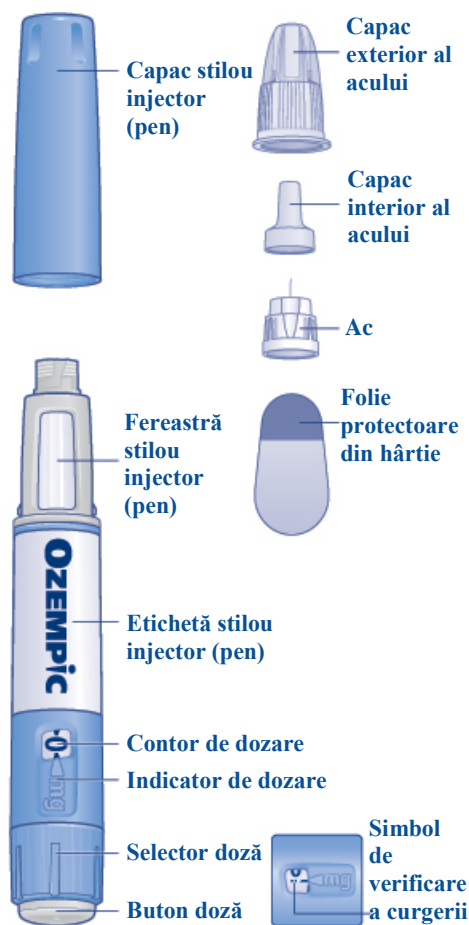 Capac stilou
injector
(pen)
Capac
exterior al
acului
Capac
interior al
acului
Ac
Folie
protectoare
din hârtie
Fereastră
stilou
injector
(pen)
OZEMPIC
Etichetă stilou
injector (pen)
0
Contor de dozare
mg
Indicator de dozare
Selector doză
Buton doză
mg
Simbol
de
verificare
a curgerii